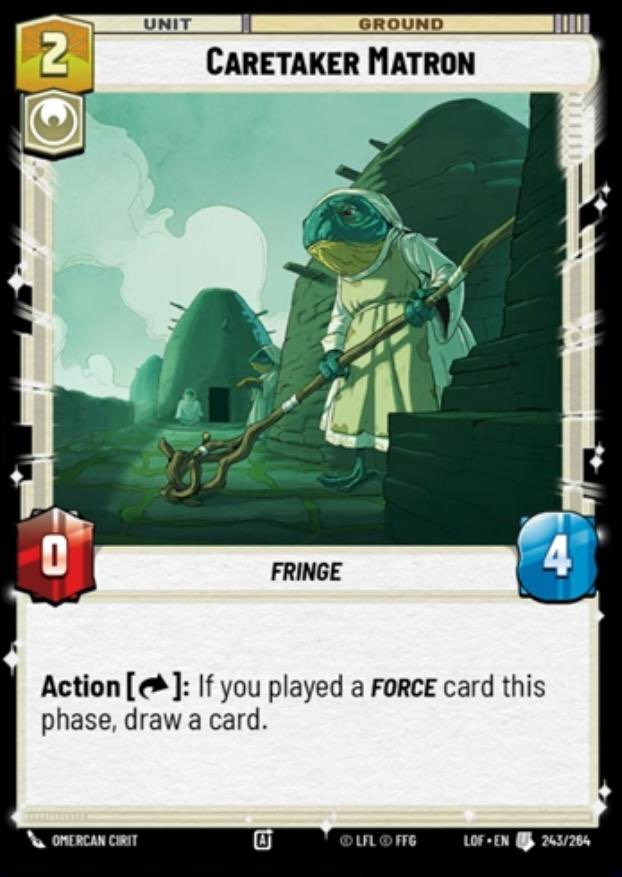 UNIT GROUND
2 CARETAKER MATRON
0 FRINGE 4
Action [ ]: If you played a FORCE card this
phase, draw a card.
OMERCAN CIRIT A © LFL © FFG LOF • EN U 243/264